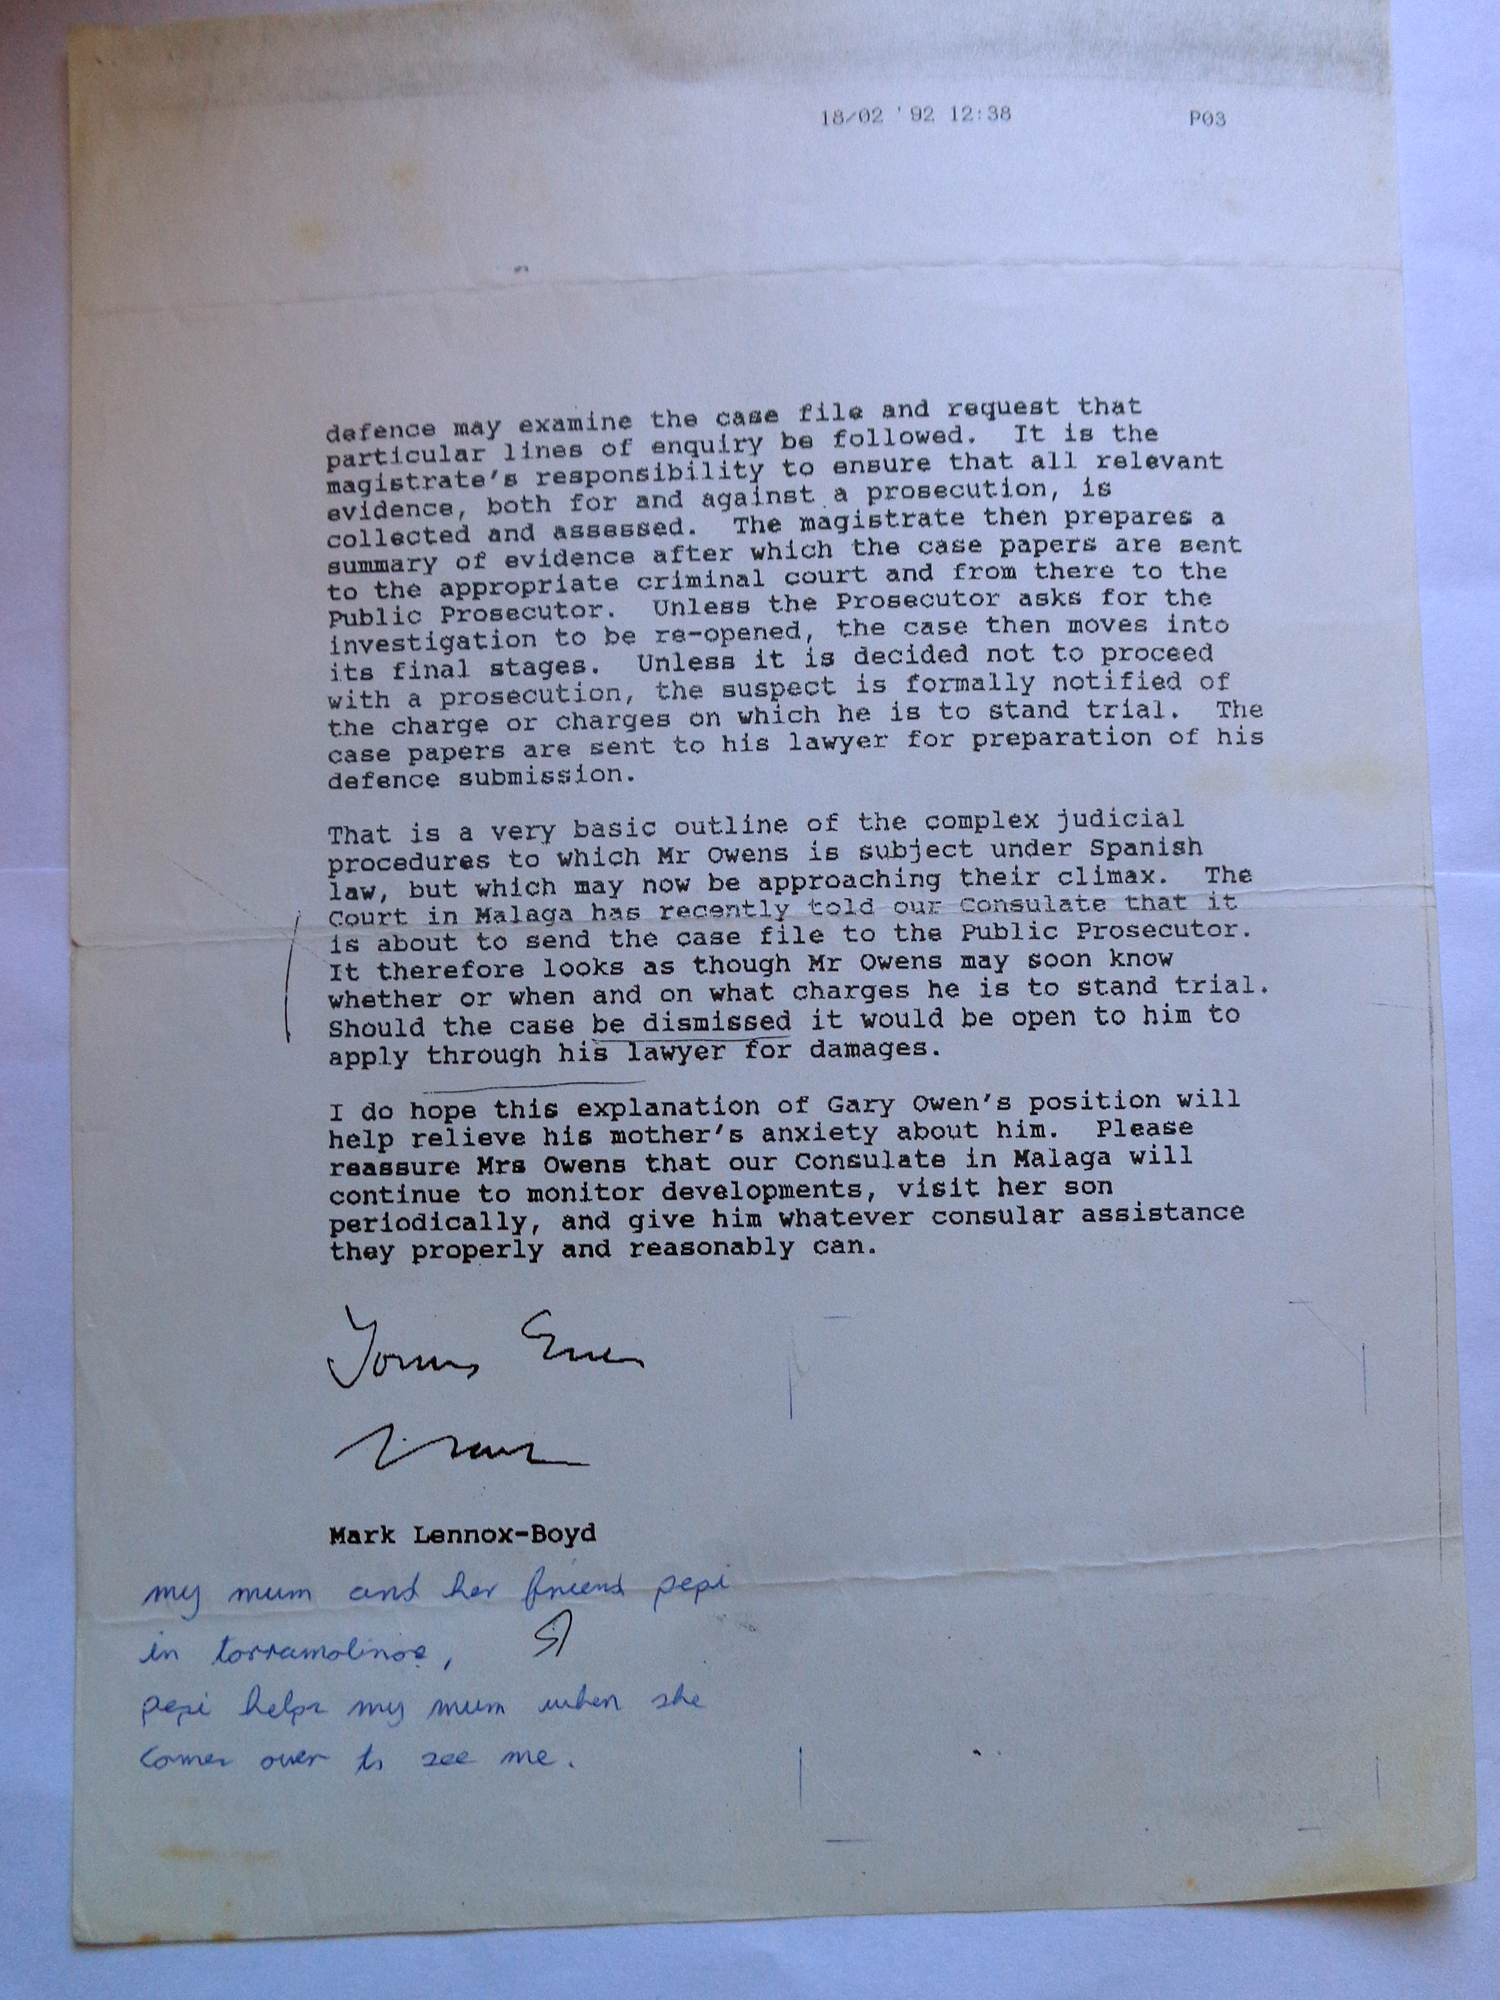 18/02 '92 12:38 P03
defence may examine the case file and request that
particular lines of enquiry be followed. It is the
magistrate's responsibility to ensure that all relevant
evidence, both for and against a prosecution, is
collected and assessed. The magistrate then prepares a
summary of evidence after which the case papers are sent
to the appropriate criminal court and from there to the
Public Prosecutor. Unless the Prosecutor asks for the
investigation to be re-opened, the case then moves into
its final stages. Unless it is decided not to proceed
with a prosecution, the suspect is formally notified of
the charge or charges on which he is to stand trial. The
case papers are sent to his lawyer for preparation of his
defence submission.
That is a very basic outline of the complex judicial
procedures to which Mr Owens is subject under Spanish
law, but which may now be approaching their climax. The
Court in Malaga has recently told our Consulate that it
is about to send the case file to the Public Prosecutor.
It therefore looks as though Mr Owens may soon know
whether or when and on what charges he is to stand trial.
Should the case be dismissed it would be open to him to
apply through his lawyer for damages.
I do hope this explanation of Gary Owen's position will
help relieve his mother's anxiety about him. Please
reassure Mrs Owens that our Consulate in Malaga will
continue to monitor developments, visit her son
periodically, and give him whatever consular assistance
they properly and reasonably can.
Yours Ever
Mark
Mark Lennox-Boyd
my mum and her friend pepi
in torramolinos,
pepi helps my mum when she
comes over to see me.